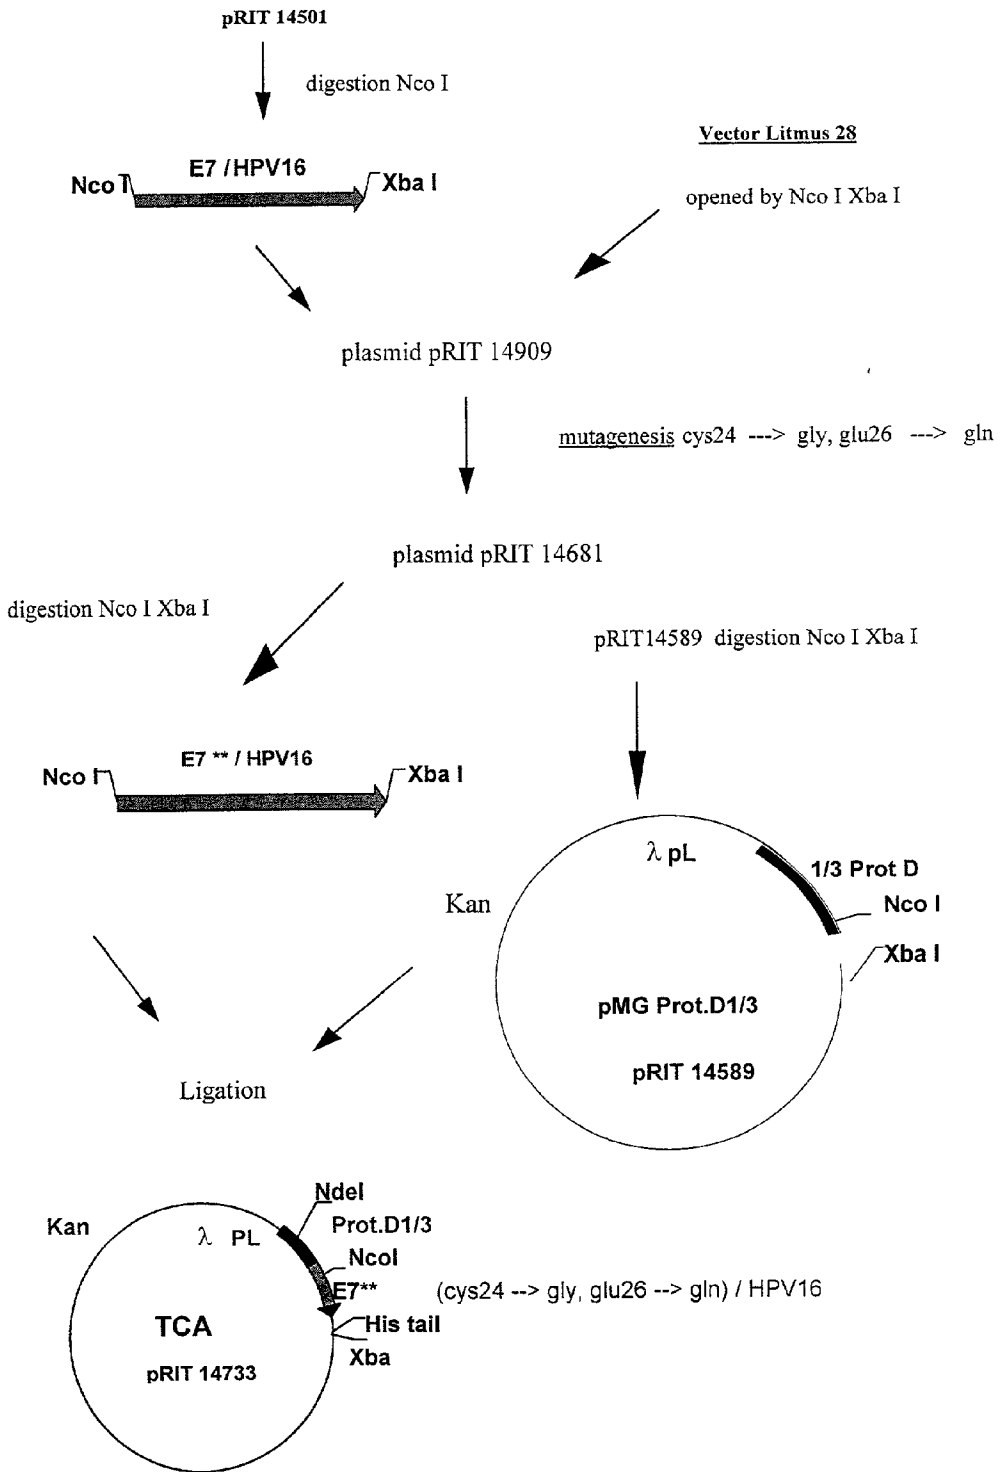 pRIT 14501
digestion Nco I
Vector Litmus 28
E7 / HPV16
Nco I
Xba I
opened by Nco I Xba I
plasmid pRIT 14909
mutagenesis cys24 ---> gly, glu26 ---> gln
plasmid pRIT 14681
digestion Nco I Xba I
pRIT14589 digestion Nco I Xba I
E7 ** / HPV16
Nco I
Xba I
λ pL
1/3 Prot D
Kan
Nco I
Xba I
pMG Prot.D1/3
pRIT 14589
Ligation
NdeI
Kan
λ PL
Prot.D1/3
NcoI
E7**
(cys24 --> gly, glu26 --> gln) / HPV16
TCA
His tail
Xba
pRIT 14733